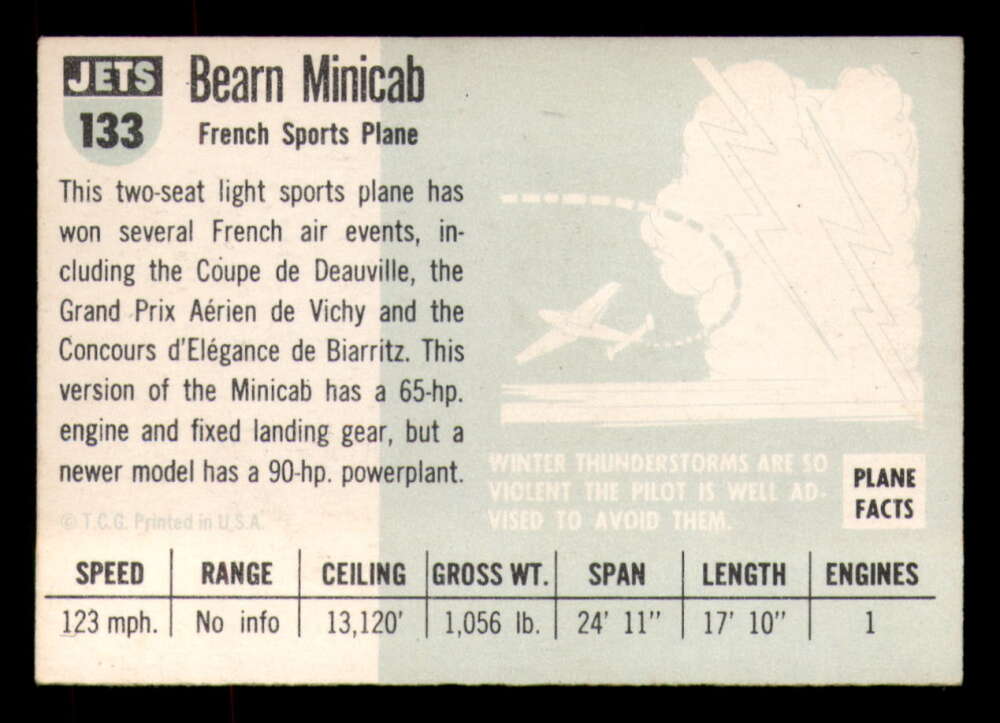 JETS
133
Bearn Minicab
French Sports Plane
This two-seat light sports plane has
won several French air events, in-
cluding the Coupe de Deauville, the
Grand Prix Aérien de Vichy and the
Concours d'Elégance de Biarritz. This
version of the Minicab has a 65-hp.
engine and fixed landing gear, but a
newer model has a 90-hp. powerplant.
© T.C.G. Printed in U.S.A.
WINTER THUNDERSTORMS ARE SO
VIOLENT THE PILOT IS WELL AD-
VISED TO AVOID THEM.
PLANE
FACTS
SPEED RANGE CEILING GROSS WT. SPAN LENGTH ENGINES
123 mph. No info 13,120' 1,056 lb. 24' 11" 17' 10" 1